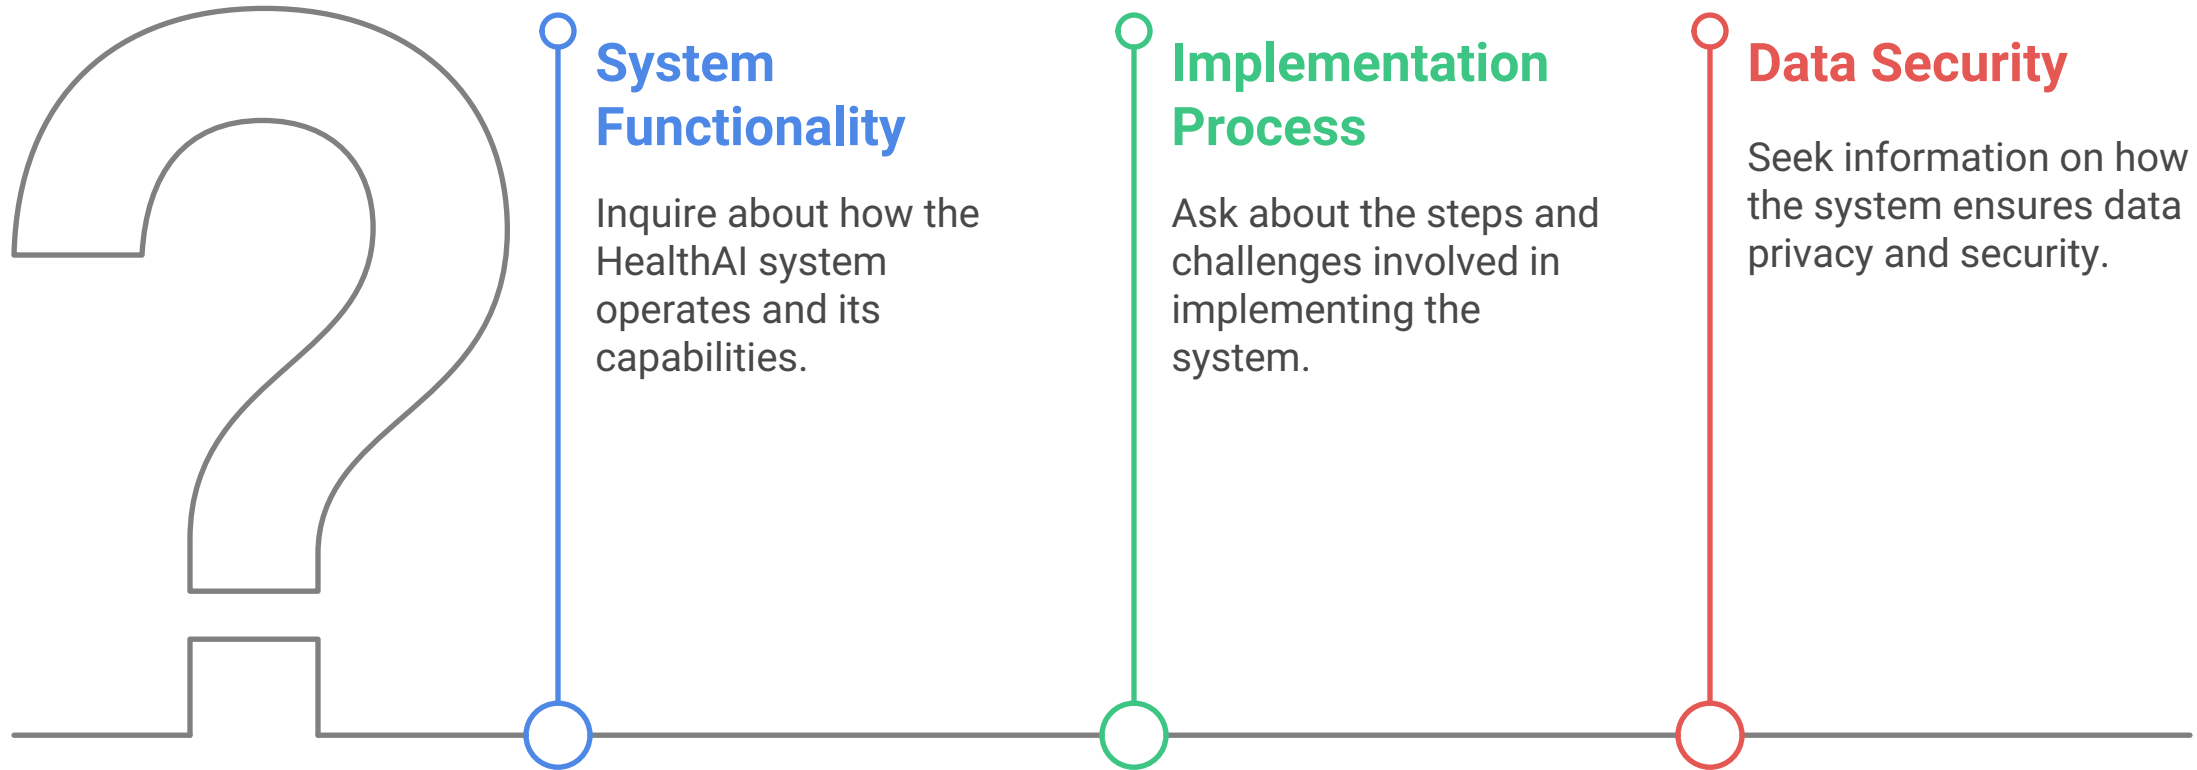 System
Functionality
Inquire about how the
HealthAI system
operates and its
capabilities.
Implementation
Process
Ask about the steps and
challenges involved in
implementing the
system.
Data Security
Seek information on how
the system ensures data
privacy and security.